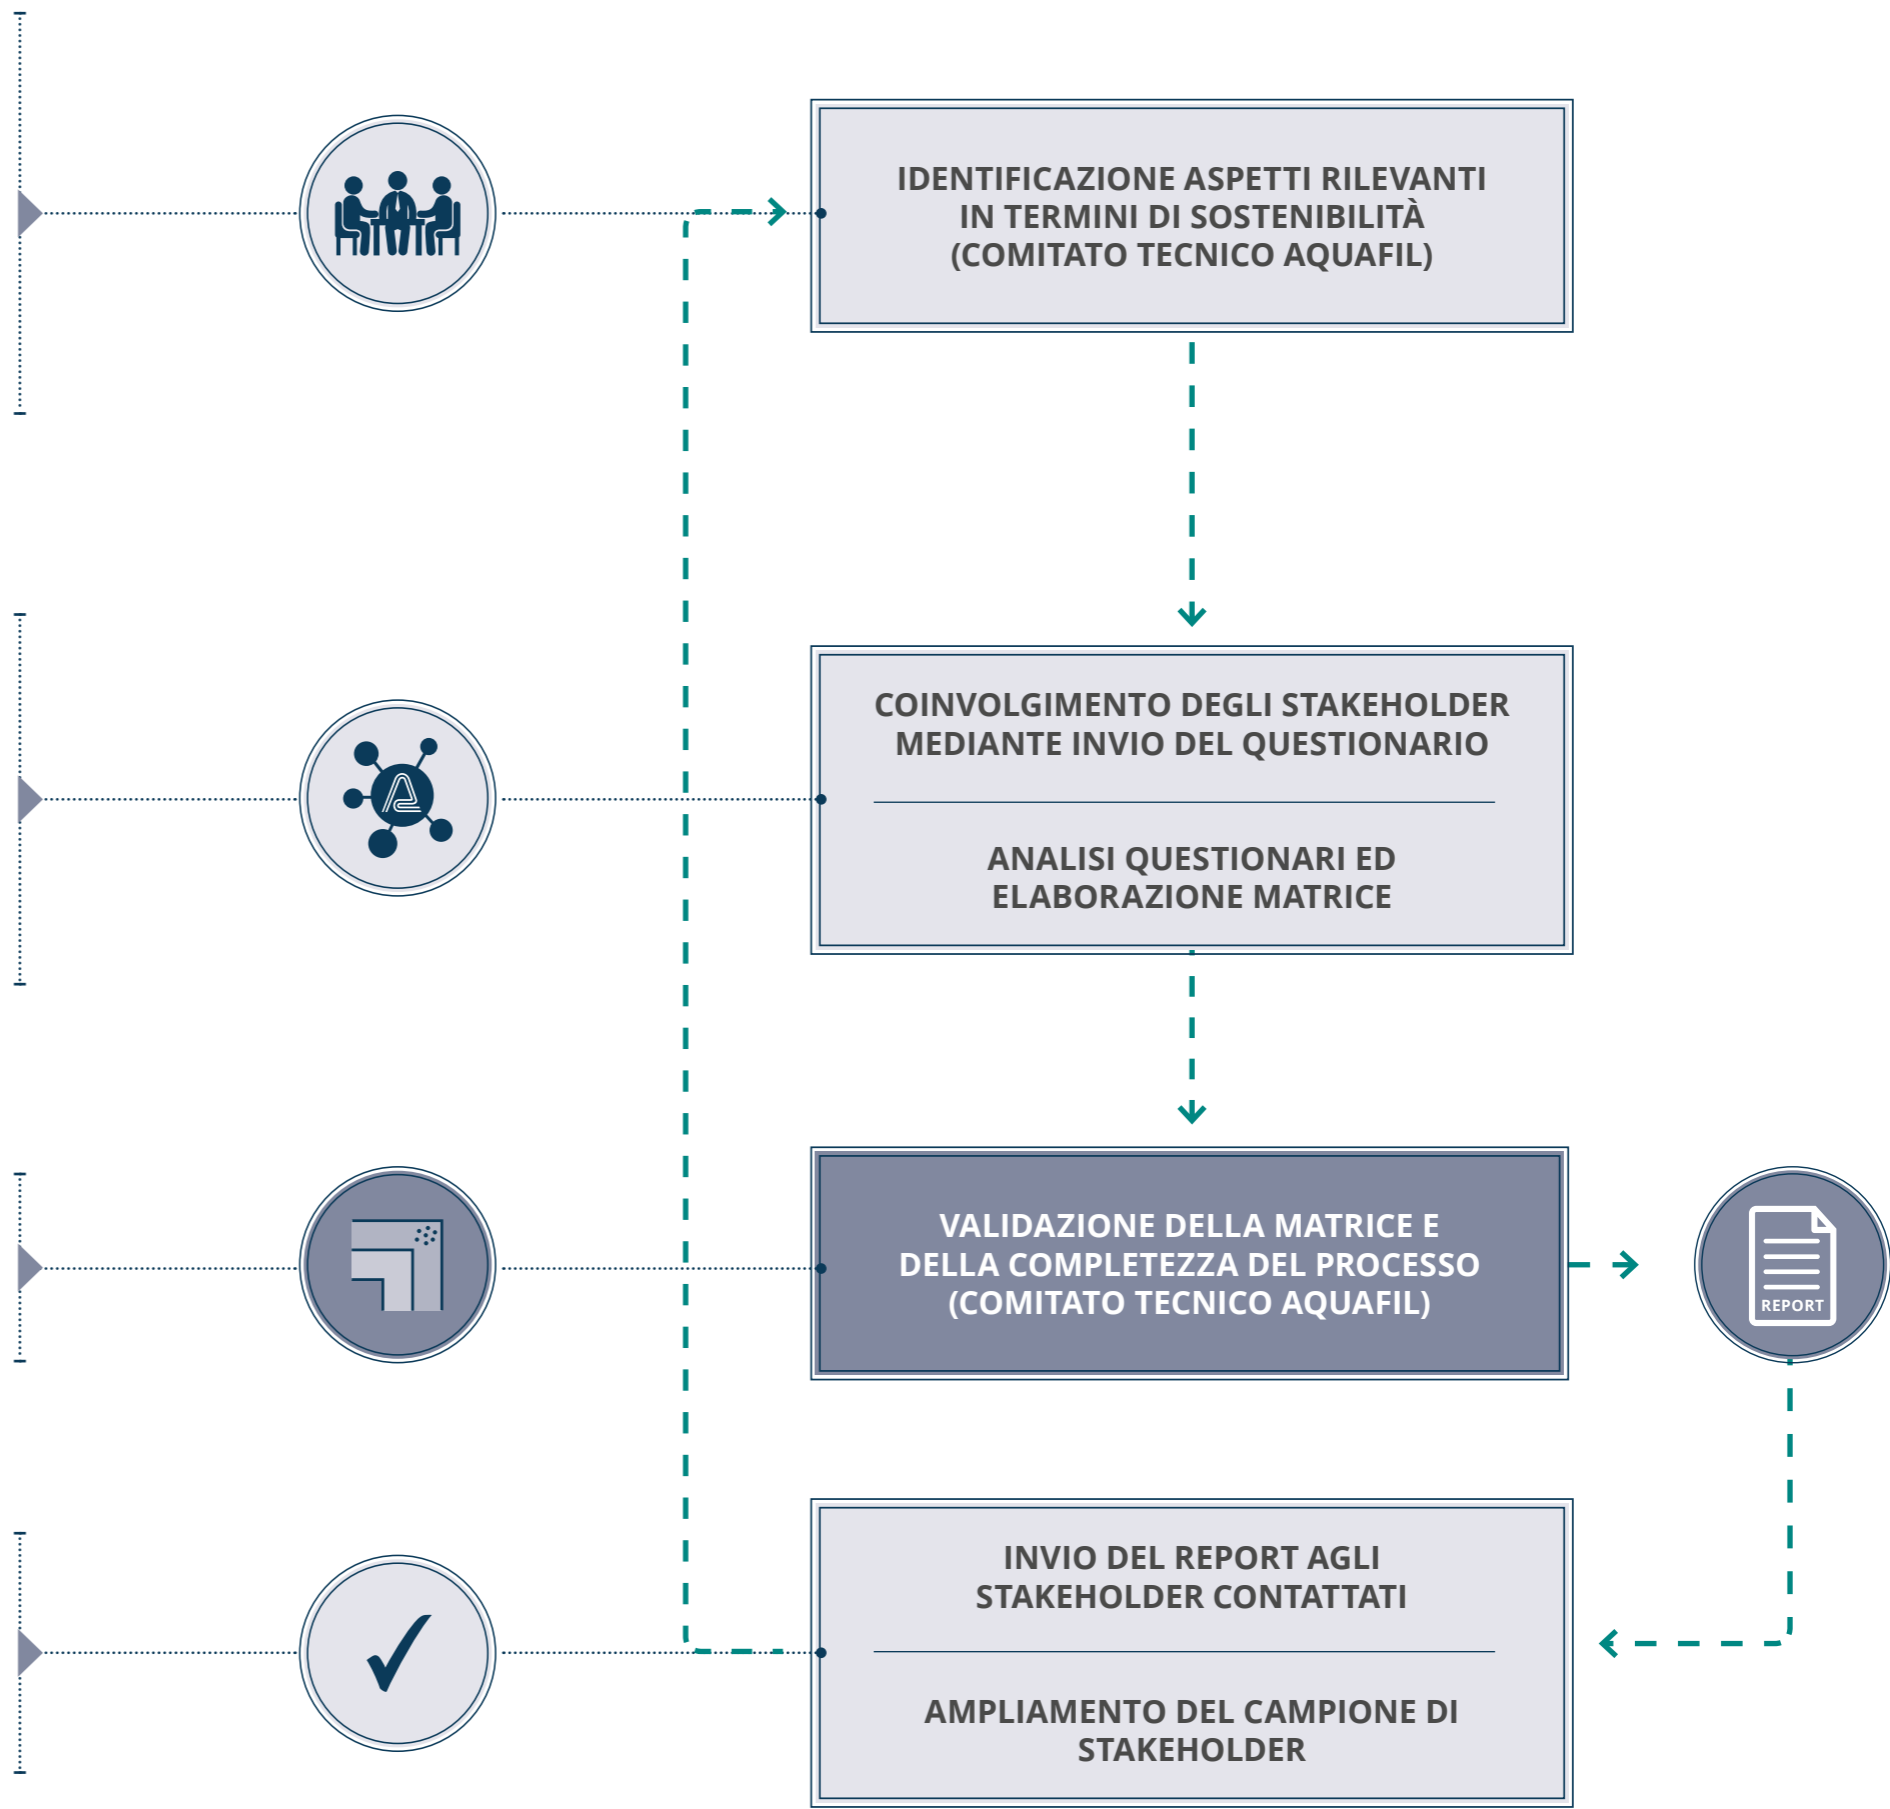 IDENTIFICAZIONE ASPETTI RILEVANTI
IN TERMINI DI SOSTENIBILITÀ
(COMITATO TECNICO AQUAFIL)
COINVOLGIMENTO DEGLI STAKEHOLDER
MEDIANTE INVIO DEL QUESTIONARIO
ANALISI QUESTIONARI ED
ELABORAZIONE MATRICE
VALIDAZIONE DELLA MATRICE E
DELLA COMPLETEZZA DEL PROCESSO
(COMITATO TECNICO AQUAFIL)
REPORT
INVIO DEL REPORT AGLI
STAKEHOLDER CONTATTATI
AMPLIAMENTO DEL CAMPIONE DI
STAKEHOLDER